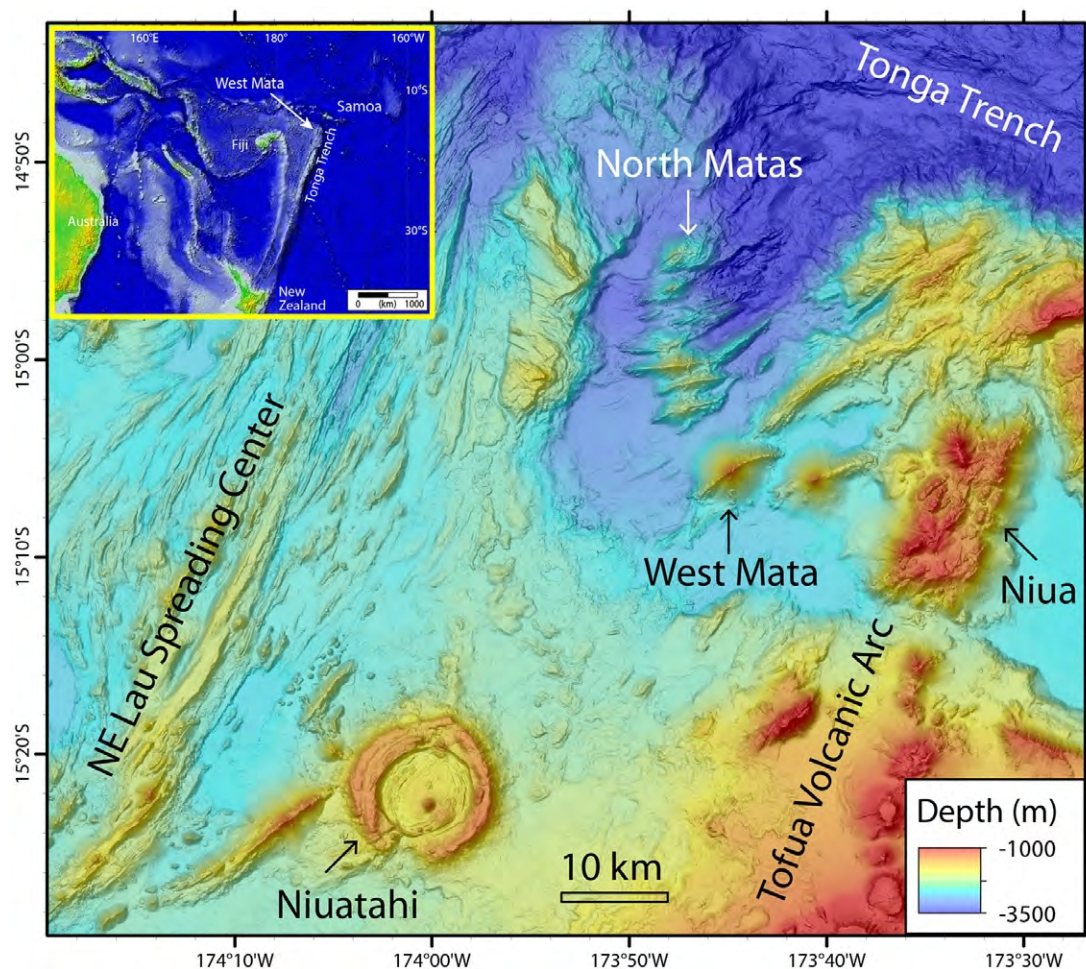 160°E
180°
160°W
West Mata
10°S
Samoa
Fiji
Tonga Trench
Australia
30°S
New
Zealand
0 (km) 1000
Tonga Trench
14°50'S
North Matas
15°00'S
NE Lau Spreading Center
15°10'S
West Mata
Niua
Tofua Volcanic Arc
15°20'S
Niuatahi
10 km
Depth (m)
-1000
-3500
174°10'W
174°00'W
173°50'W
173°40'W
173°30'W